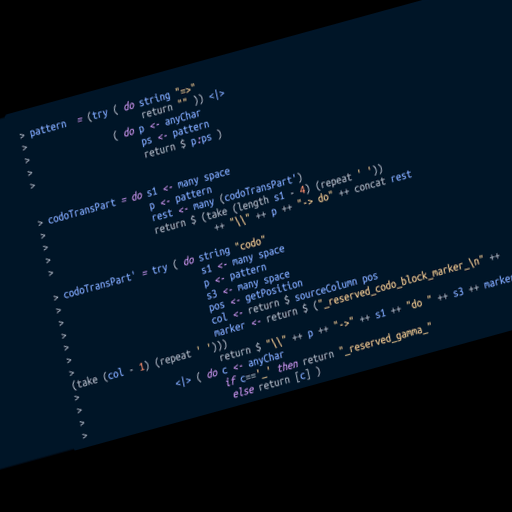 > pattern  = (try ( do string "=>"
>                      return "" )) <|>
>                 ( do p <- anyChar
>                      ps <- pattern
>                      return $ p:ps )

> codoTransPart = do s1 <- many space
>                    p <- pattern
>                    rest <- many (codoTransPart')
>                    return $ (take (length s1 - 4) (repeat ' '))
>                              ++ "\\" ++ p ++ "-> do" ++ concat rest

> codoTransPart' = try ( do string "codo"
>                           s1 <- many space
>                           p <- pattern
>                           s3 <- many space
>                           pos <- getPosition
>                           col <- return $ sourceColumn pos
>                           marker <- return $ ("_reserved_codo_block_marker_\n" ++
(take (col - 1) (repeat ' ')))
>                           return $ "\\" ++ p ++ "->" ++ s1 ++ "do " ++ s3 ++ marker
>                  <|> ( do c <- anyChar
>                           if c=='_' then return "_reserved_gamma_"
>                           else return [c] )